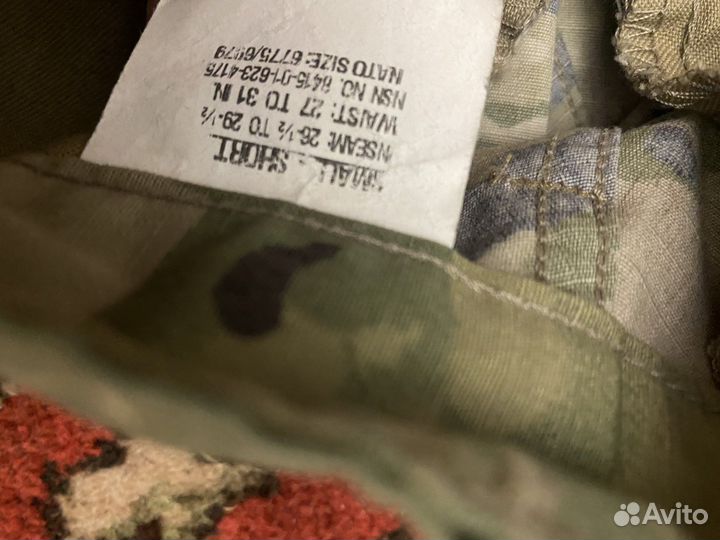 SMALL - SHORT
INSEAM: 26-½ TO 29-½
WAIST: 27 TO 31 IN.
NSN NO. 8415-01-623-4175
NATO SIZE: 6775/6979
Avito